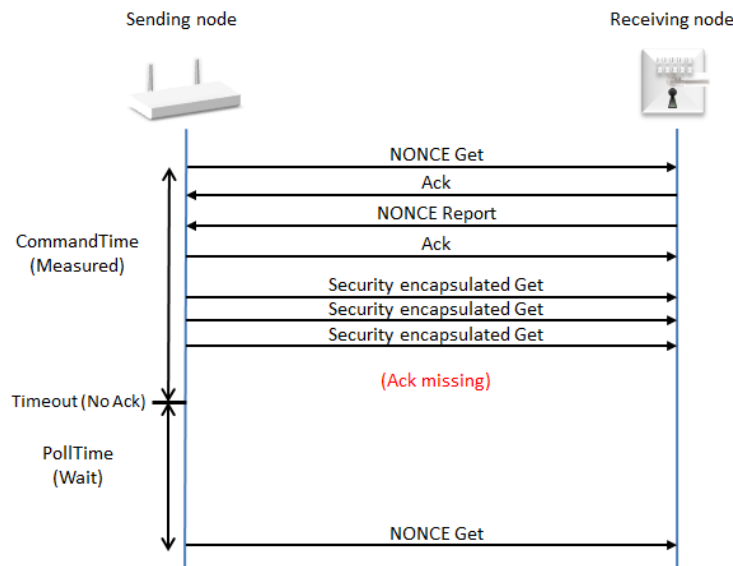 Sending node
Receiving node
NONCE Get
Ack
NONCE Report
CommandTime
(Measured)
Ack
Security encapsulated Get
Security encapsulated Get
Security encapsulated Get
(Ack missing)
Timeout (No Ack)
PollTime
(Wait)
NONCE Get